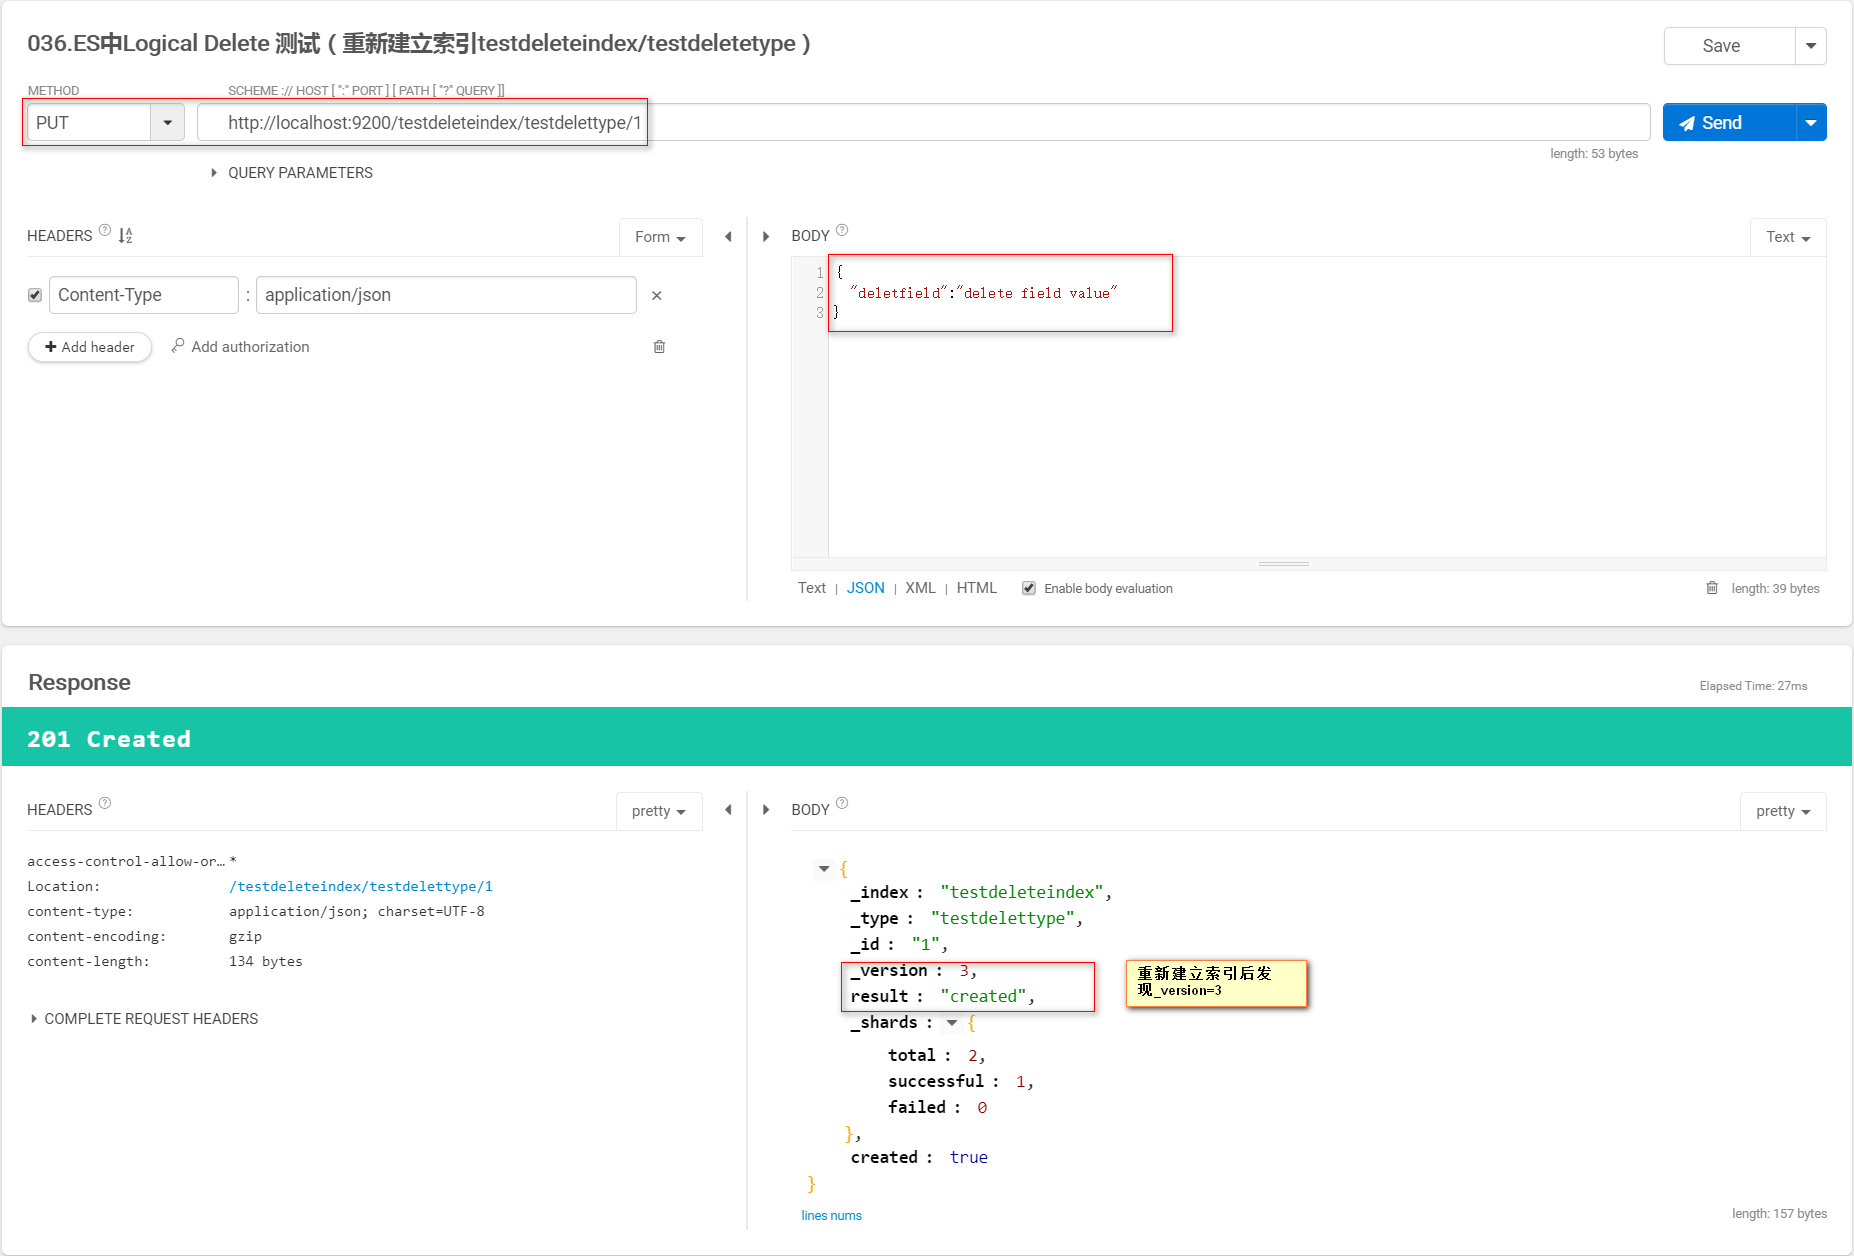 036.ES中Logical Delete 测试（重新建立索引testdeleteindex/testdeletetype）
Save
METHOD
SCHEME :// HOST [ ":" PORT ] [ PATH [ "?" QUERY ]]
PUT
http://localhost:9200/testdeleteindex/testdelettype/1
Send
length: 53 bytes
QUERY PARAMETERS
HEADERS
Form
BODY
Text
Content-Type : application/json
Add header
Add authorization
1 {
2 "deletfield":"delete field value"
3 }
Text | JSON | XML | HTML
Enable body evaluation
length: 39 bytes
Response
Elapsed Time: 27ms
201 Created
HEADERS
pretty
BODY
pretty
access-control-allow-or… *
Location: /testdeleteindex/testdelettype/1
content-type: application/json; charset=UTF-8
content-encoding: gzip
content-length: 134 bytes
COMPLETE REQUEST HEADERS
{
_index : "testdeleteindex",
_type : "testdelettype",
_id : "1",
_version : 3,
result : "created",
_shards : {
total : 2,
successful : 1,
failed : 0
},
created : true
}
重新建立索引后发
现_version=3
lines nums
length: 157 bytes